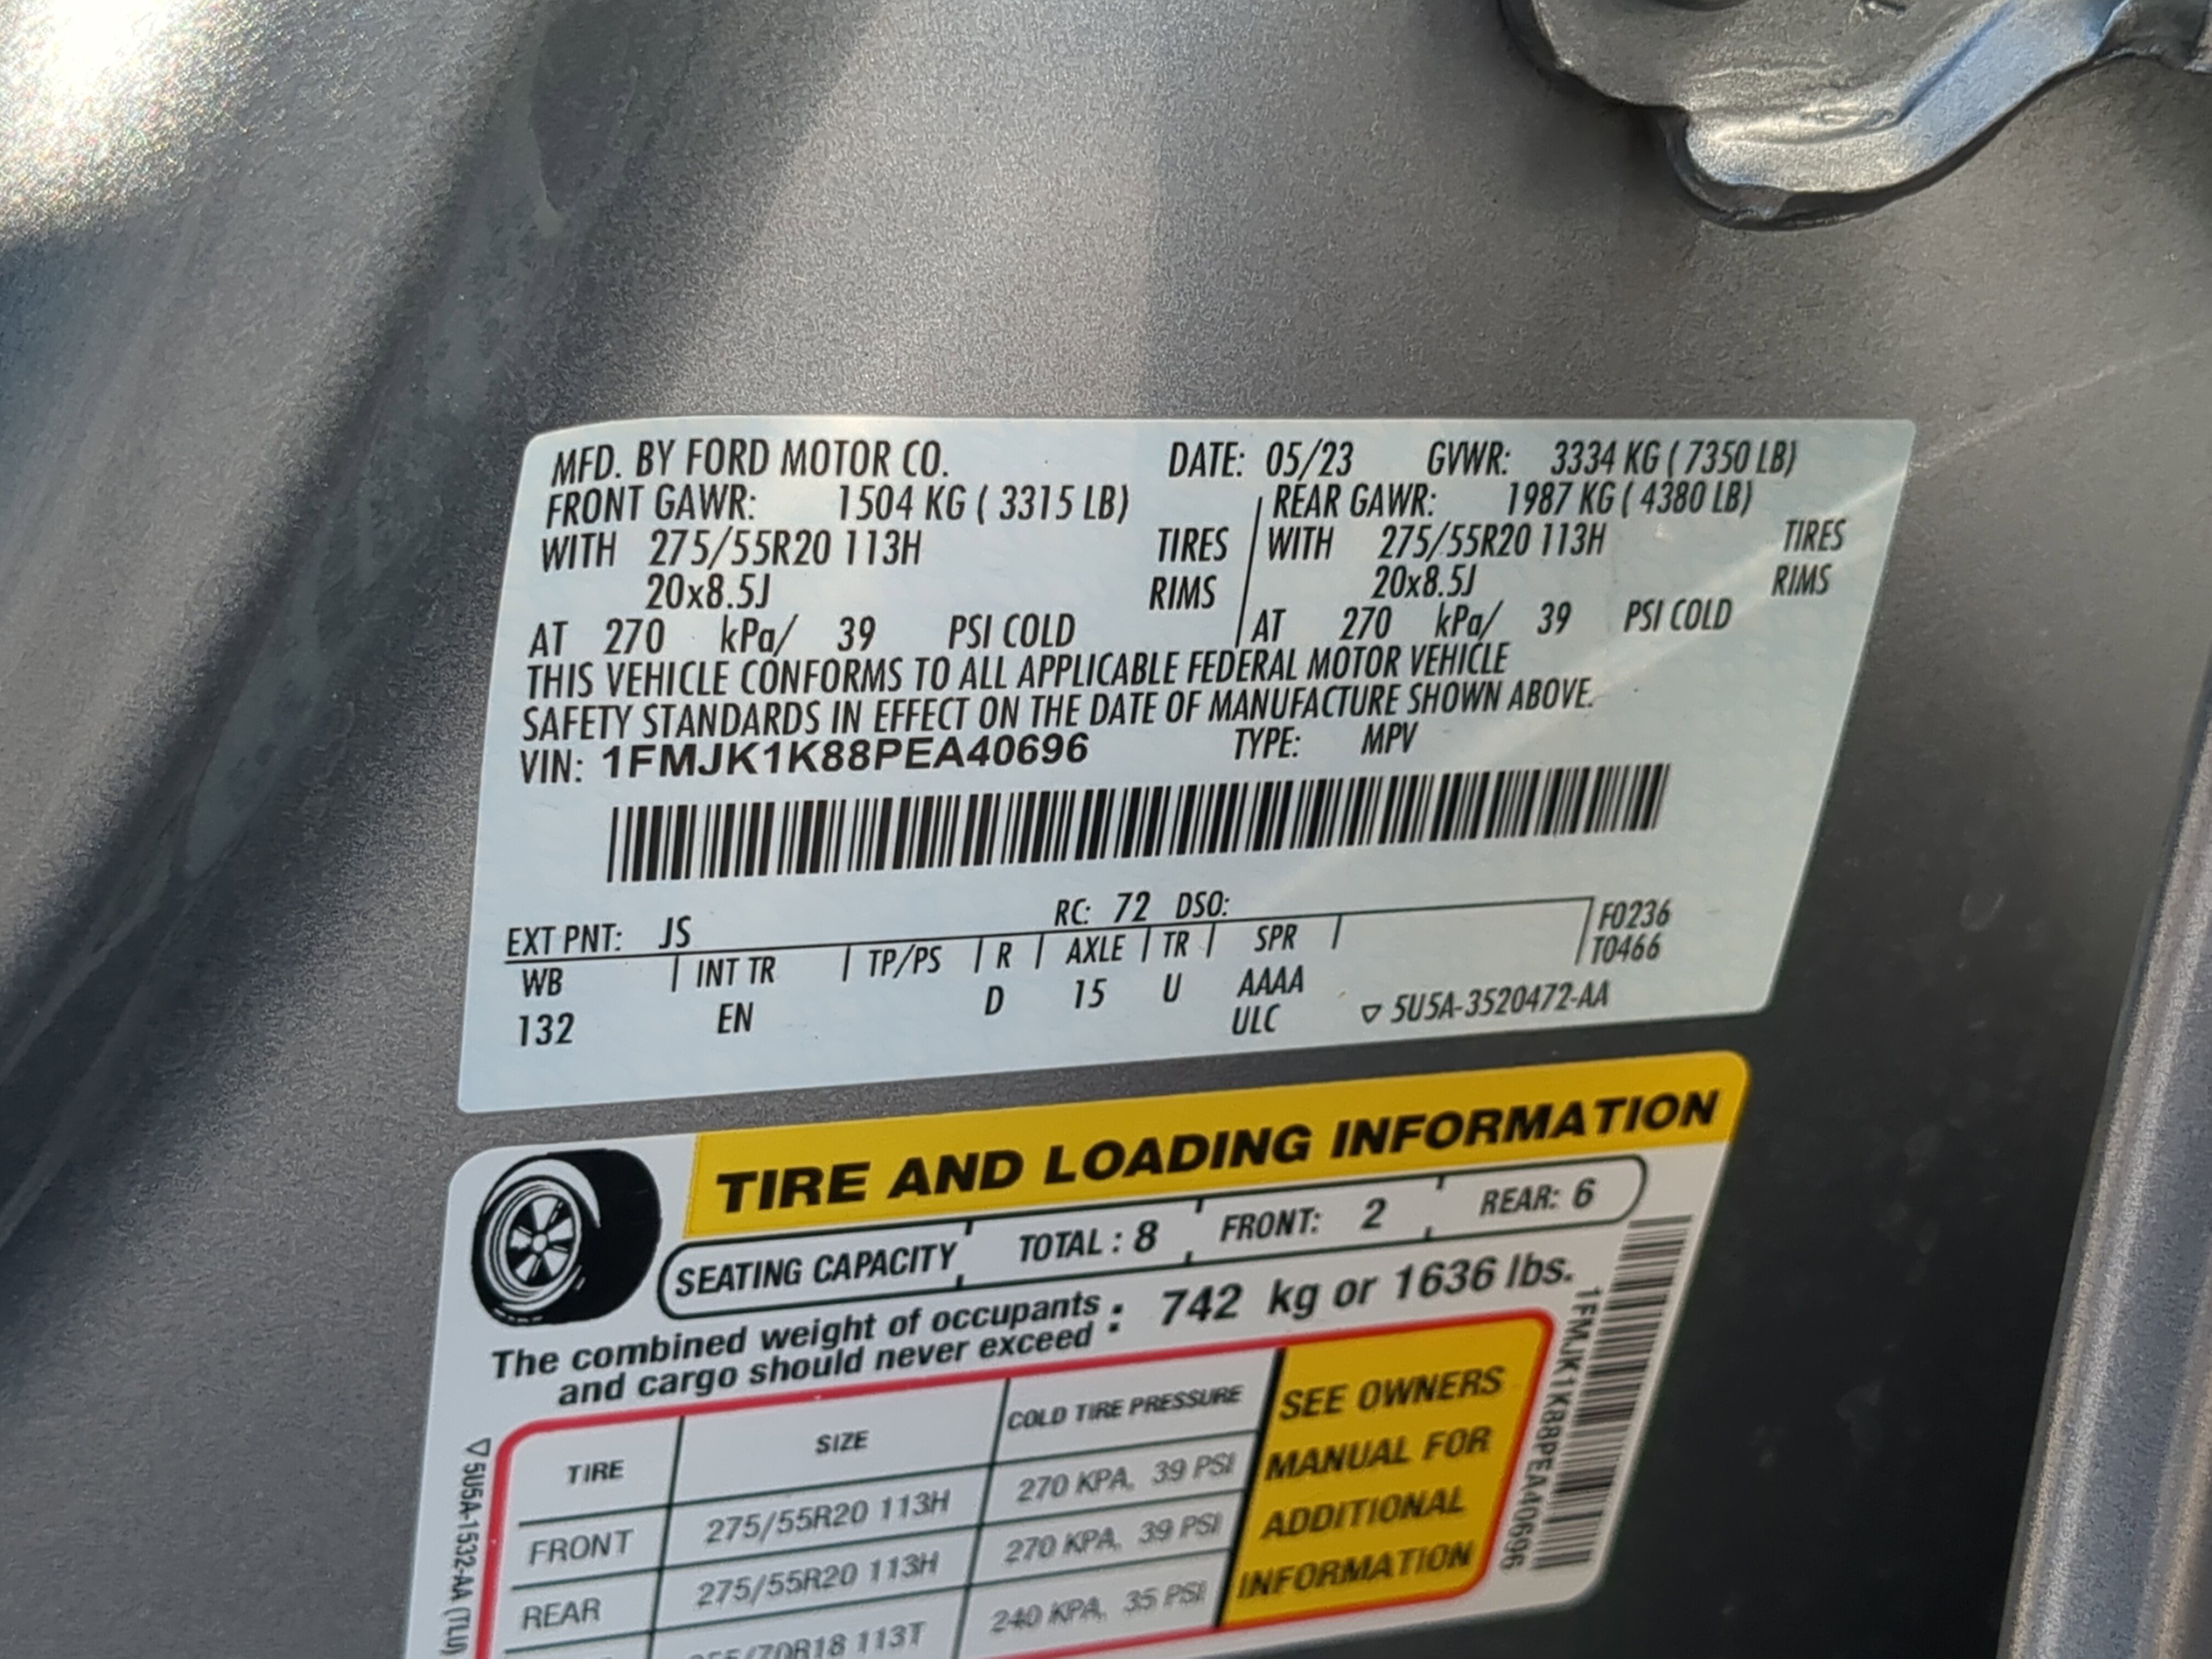 MFD. BY FORD MOTOR CO. DATE: 05/23 GVWR: 3334 KG ( 7350 LB)
FRONT GAWR: 1504 KG ( 3315 LB) REAR GAWR: 1987 KG ( 4380 LB)
WITH 275/55R20 113H TIRES WITH 275/55R20 113H TIRES
20x8.5J RIMS 20x8.5J RIMS
AT 270 kPa/ 39 PSI COLD AT 270 kPa/ 39 PSI COLD
THIS VEHICLE CONFORMS TO ALL APPLICABLE FEDERAL MOTOR VEHICLE
SAFETY STANDARDS IN EFFECT ON THE DATE OF MANUFACTURE SHOWN ABOVE.
VIN: 1FMJK1K88PEA40696 TYPE: MPV
EXT PNT: JS RC: 72 DSO: F0236
WB INT TR TP/PS R AXLE TR SPR T0466
132 EN D 15 U AAAA
ULC ▽ 5U5A-3520472-AA
TIRE AND LOADING INFORMATION
SEATING CAPACITY TOTAL : 8 FRONT: 2 REAR: 6
The combined weight of occupants
and cargo should never exceed : 742 kg or 1636 lbs.
TIRE SIZE COLD TIRE PRESSURE
FRONT 275/55R20 113H 270 KPA, 39 PSI
REAR 275/55R20 113H 270 KPA, 39 PSI
/70R18 113T 240 KPA, 35 PSI
SEE OWNERS
MANUAL FOR
ADDITIONAL
INFORMATION
1FMJK1K88PEA40696
▽ 5U5A-1532-AA (TLU)